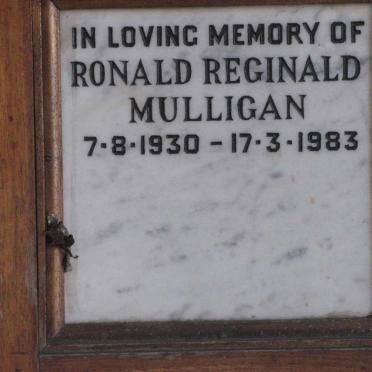 IN LOVING MEMORY OF
RONALD REGINALD
MULLIGAN
7·8·1930 – 17·3·1983